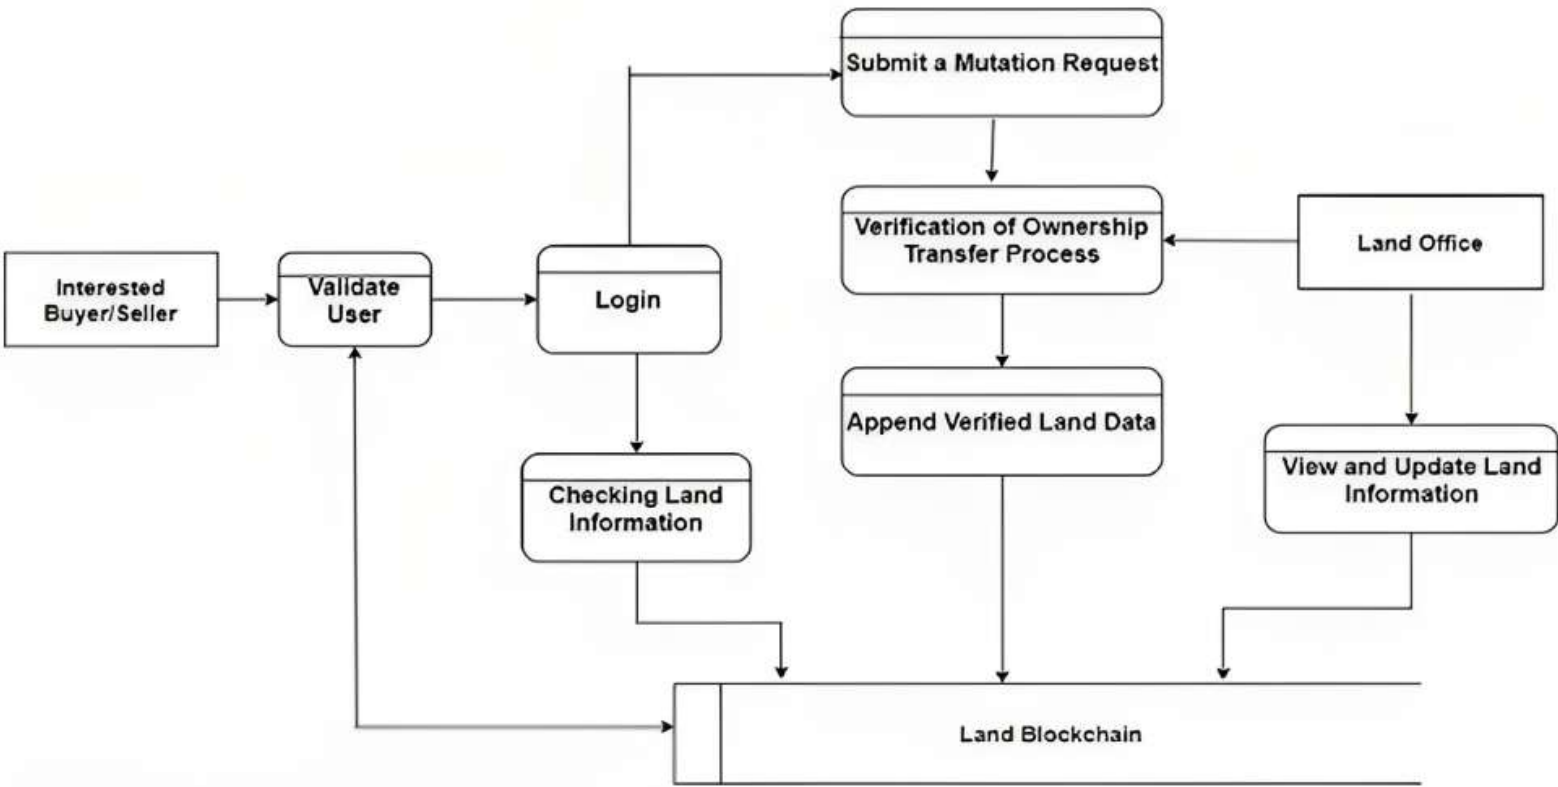 Submit a Mutation Request
Verification of Ownership
Transfer Process
Land Office
Interested
Buyer/Seller
Validate
User
Login
Append Verified Land Data
Checking Land
Information
View and Update Land
Information
Land Blockchain